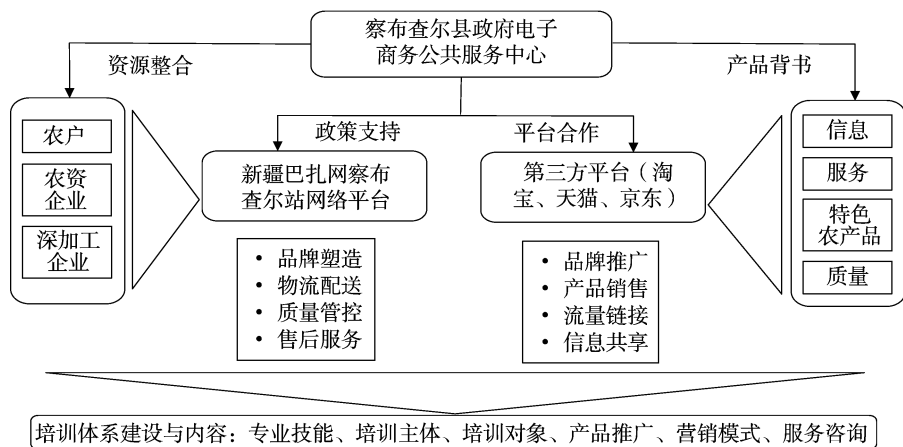 察布查尔县政府电子
商务公共服务中心
资源整合
产品背书
农户
农资
企业
深加工
企业
政策支持
平台合作
新疆巴扎网察布
查尔站网络平台
第三方平台（淘
宝、天猫、京东）
信息
服务
特色
农产品
质量
• 品牌塑造
• 物流配送
• 质量管控
• 售后服务
• 品牌推广
• 产品销售
• 流量链接
• 信息共享
培训体系建设与内容：专业技能、培训主体、培训对象、产品推广、营销模式、服务咨询